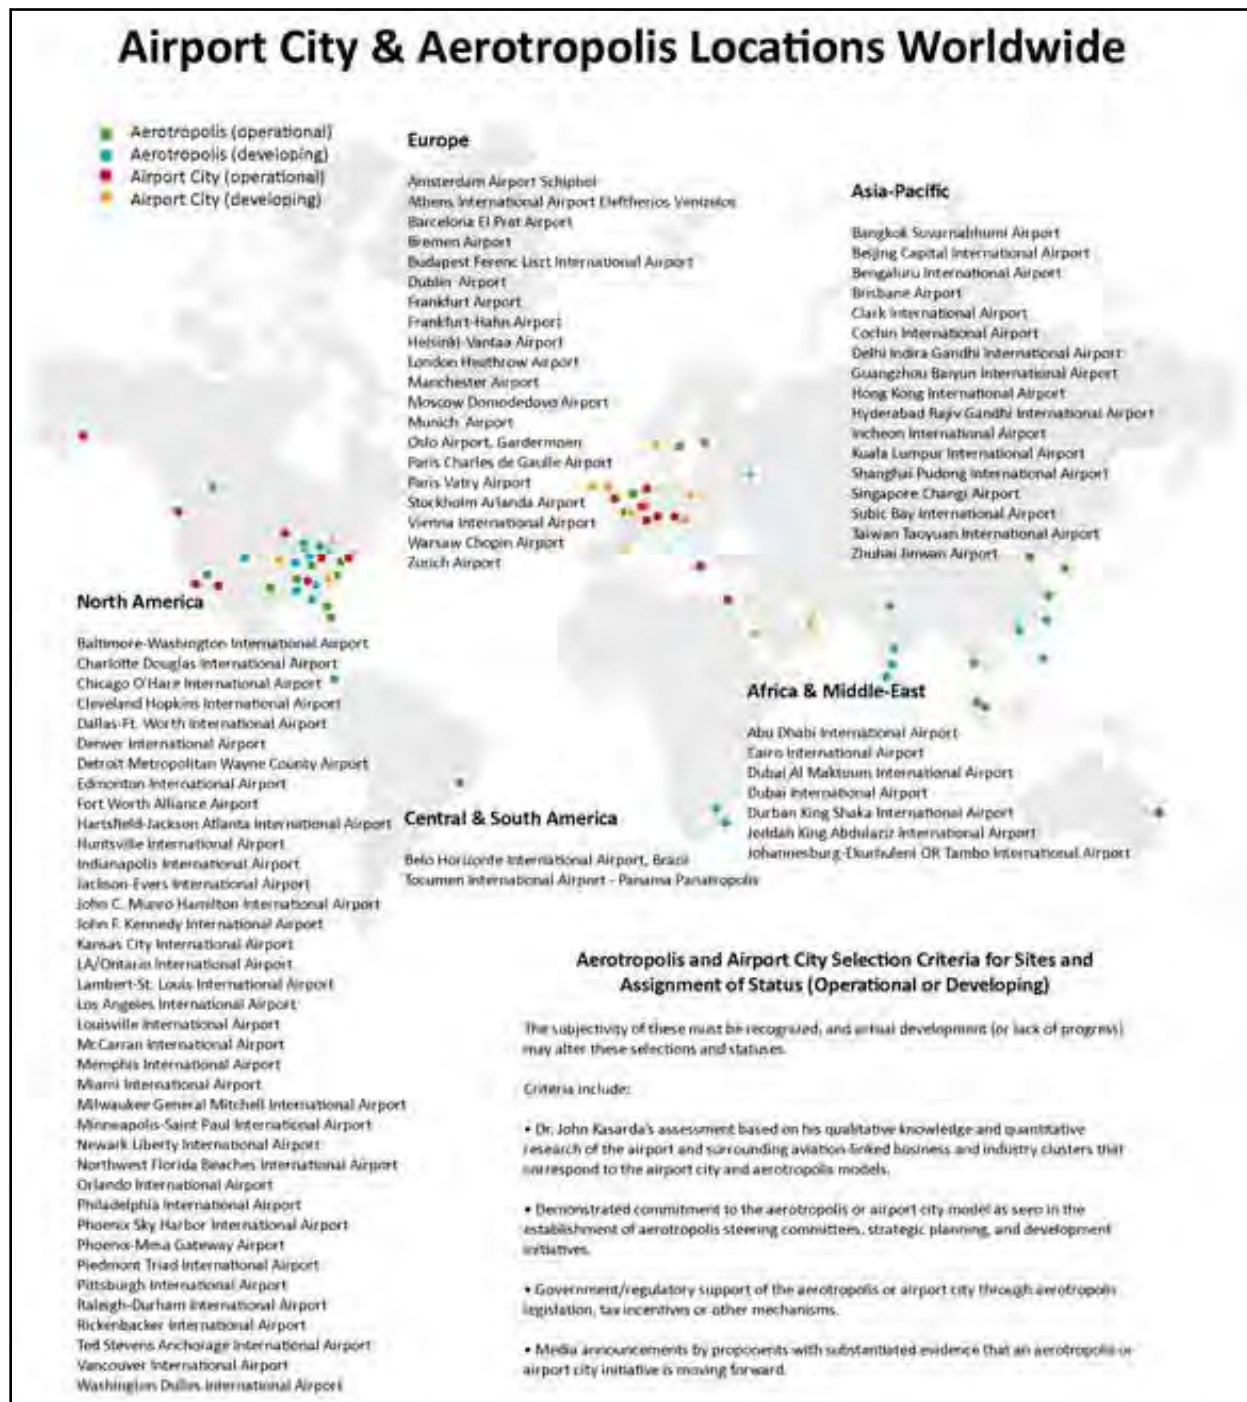 Airport City & Aerotropolis Locations Worldwide
Aerotropolis (operational)
Aerotropolis (developing)
Airport City (operational)
Airport City (developing)
Europe
Amsterdam Airport Schiphol
Athens International Airport Eleftherios Venizelos
Barcelona El Prat Airport
Bremen Airport
Budapest Ferenc Liszt International Airport
Dublin Airport
Frankfurt Airport
Frankfurt-Hahn Airport
Helsinki-Vantaa Airport
London Heathrow Airport
Manchester Airport
Moscow Domodedovo Airport
Munich Airport
Oslo Airport, Gardermoen
Paris Charles de Gaulle Airport
Paris Vatry Airport
Stockholm Arlanda Airport
Vienna International Airport
Warsaw Chopin Airport
Zurich Airport
Asia-Pacific
Bangkok Suvarnabhumi Airport
Beijing Capital International Airport
Bengaluru International Airport
Brisbane Airport
Clark International Airport
Cochin International Airport
Delhi Indira Gandhi International Airport
Guangzhou Baiyun International Airport
Hong Kong International Airport
Hyderabad Rajiv Gandhi International Airport
Incheon International Airport
Kuala Lumpur International Airport
Shanghai Pudong International Airport
Singapore Changi Airport
Subic Bay International Airport
Taiwan Taoyuan International Airport
Zhuhai Jinwan Airport
North America
Baltimore-Washington International Airport
Charlotte Douglas International Airport
Chicago O'Hare International Airport
Cleveland Hopkins International Airport
Dallas-Ft. Worth International Airport
Denver International Airport
Detroit Metropolitan Wayne County Airport
Edmonton International Airport
Fort Worth Alliance Airport
Hartsfield-Jackson Atlanta International Airport
Huntsville International Airport
Indianapolis International Airport
Jackson-Evers International Airport
John C. Munro Hamilton International Airport
John F. Kennedy International Airport
Kansas City International Airport
LA/Ontario International Airport
Lambert-St. Louis International Airport
Los Angeles International Airport
Louisville International Airport
McCarran International Airport
Memphis International Airport
Miami International Airport
Milwaukee General Mitchell International Airport
Minneapolis-Saint Paul International Airport
Newark Liberty International Airport
Northwest Florida Beaches International Airport
Orlando International Airport
Philadelphia International Airport
Phoenix Sky Harbor International Airport
Phoenix-Mesa Gateway Airport
Piedmont Triad International Airport
Pittsburgh International Airport
Raleigh-Durham International Airport
Rickenbacker International Airport
Ted Stevens Anchorage International Airport
Vancouver International Airport
Washington Dulles International Airport
Central & South America
Belo Horizonte International Airport, Brazil
Tocumen International Airport - Panama Panatropolis
Africa & Middle-East
Abu Dhabi International Airport
Cairo International Airport
Dubai Al Maktoum International Airport
Dubai International Airport
Durban King Shaka International Airport
Jeddah King Abdulaziz International Airport
Johannesburg-Ekurhuleni OR Tambo International Airport
Aerotropolis and Airport City Selection Criteria for Sites and
Assignment of Status (Operational or Developing)
The subjectivity of these must be recognized, and actual development (or lack of progress)
may alter these selections and statuses.
Criteria include:
• Dr. John Kasarda's assessment based on his qualitative knowledge and quantitative
research of the airport and surrounding aviation-linked business and industry clusters that
correspond to the airport city and aerotropolis models.
• Demonstrated commitment to the aerotropolis or airport city model as seen in the
establishment of aerotropolis steering committees, strategic planning, and development
initiatives.
• Government/regulatory support of the aerotropolis or airport city through aerotropolis
legislation, tax incentives or other mechanisms.
• Media announcements by proponents with substantiated evidence that an aerotropolis or
airport city initiative is moving forward.